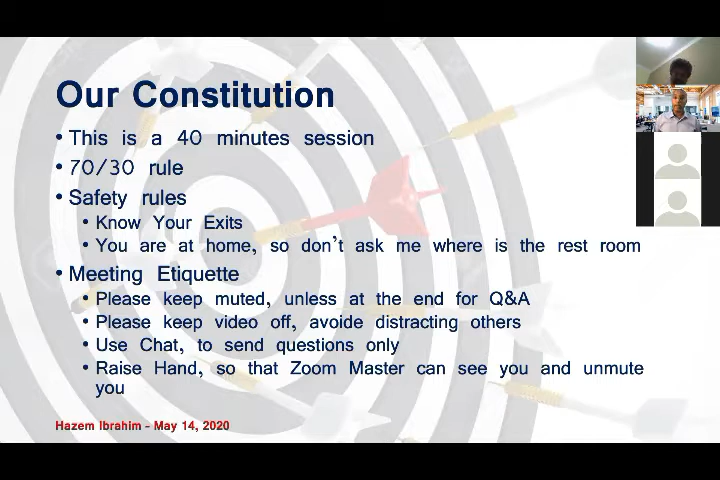 Our Constitution
• This is a 40 minutes session
• 70/30 rule
• Safety rules
• Know Your Exits
• You are at home, so don't ask me where is the rest room
• Meeting Etiquette
• Please keep muted, unless at the end for Q&A
• Please keep video off, avoide distracting others
• Use Chat, to send questions only
• Raise Hand, so that Zoom Master can see you and unmute
you
Hazem Ibrahim - May 14, 2020